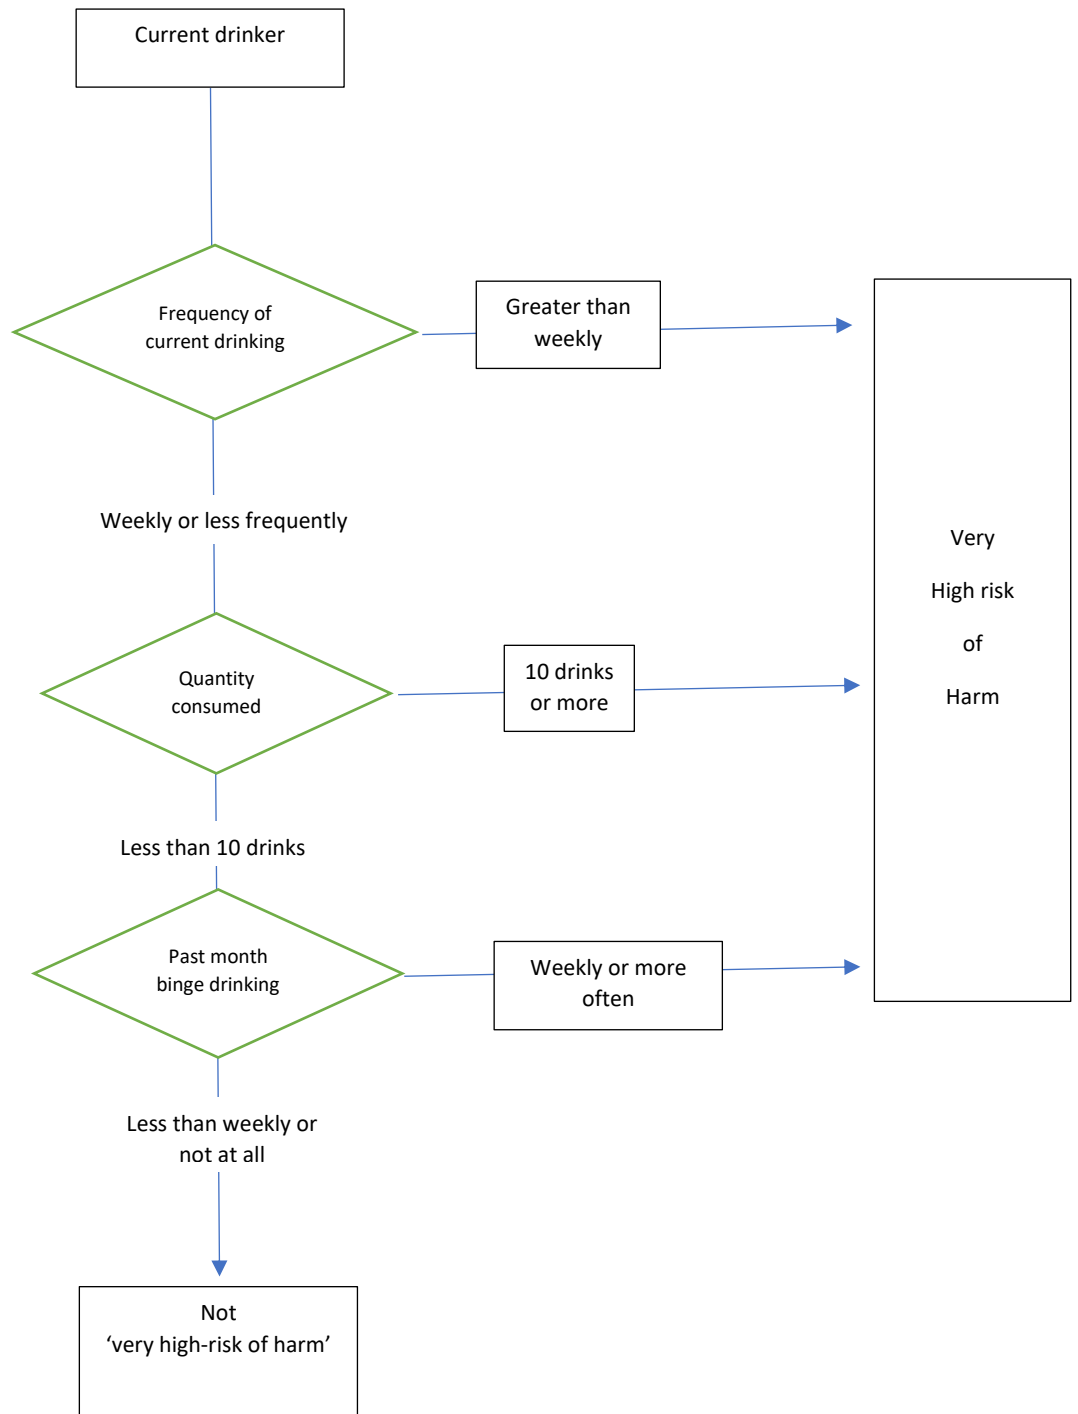 Current drinker
Frequency of
current drinking
Greater than
weekly
Weekly or less frequently
Quantity
consumed
10 drinks
or more
Less than 10 drinks
Past month
binge drinking
Weekly or more
often
Less than weekly or
not at all
Not
‘very high-risk of harm’
Very
High risk
of
Harm